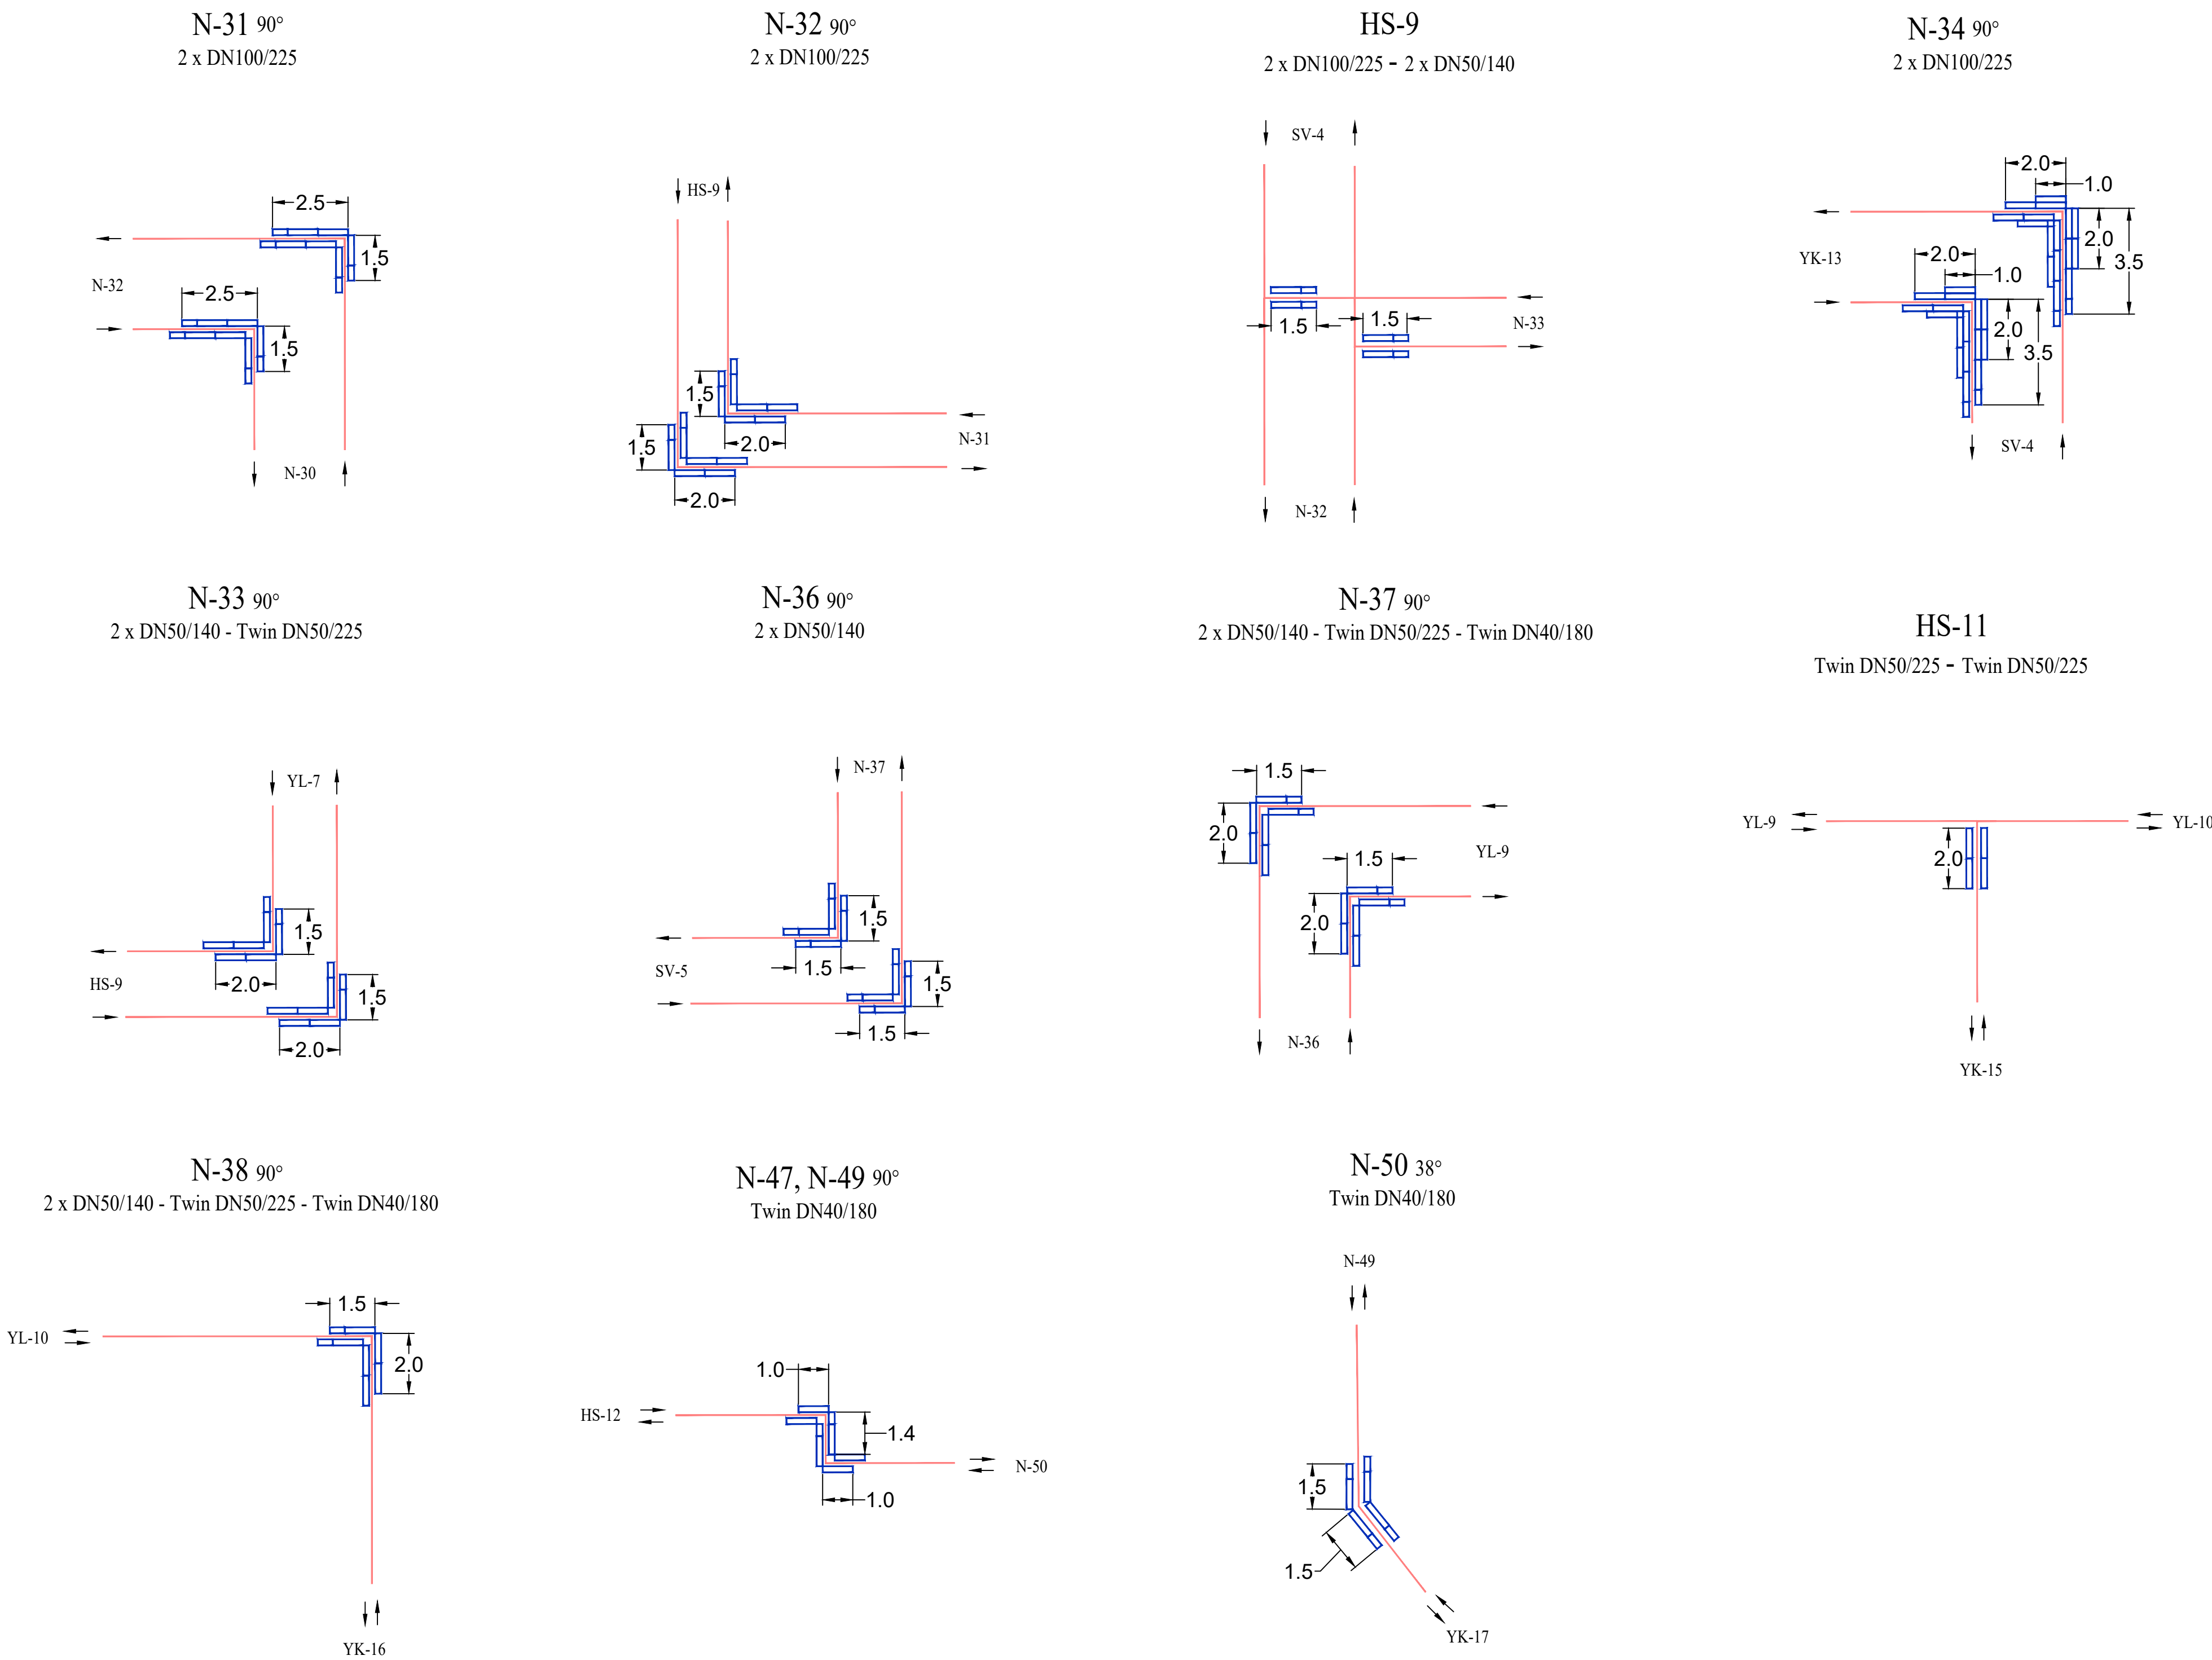 N-31 90°
2 x DN100/225
2.5
1.5
N-32
2.5
1.5
N-30
N-32 90°
2 x DN100/225
HS-9
1.5
2.0
N-31
1.5
2.0
HS-9
2 x DN100/225 - 2 x DN50/140
SV-4
1.5
1.5
N-33
N-32
N-34 90°
2 x DN100/225
2.0
1.0
2.0
3.5
YK-13
2.0
1.0
2.0
3.5
SV-4
N-33 90°
2 x DN50/140 - Twin DN50/225
YL-7
1.5
2.0
HS-9
1.5
2.0
N-36 90°
2 x DN50/140
N-37
1.5
1.5
SV-5
1.5
1.5
N-37 90°
2 x DN50/140 - Twin DN50/225 - Twin DN40/180
1.5
2.0
YL-9
1.5
2.0
N-36
HS-11
Twin DN50/225 - Twin DN50/225
YL-9
YL-10
2.0
YK-15
N-38 90°
2 x DN50/140 - Twin DN50/225 - Twin DN40/180
1.5
YL-10
2.0
YK-16
N-47, N-49 90°
Twin DN40/180
1.0
HS-12
1.4
N-50
1.0
N-50 38°
Twin DN40/180
N-49
1.5
1.5
YK-17